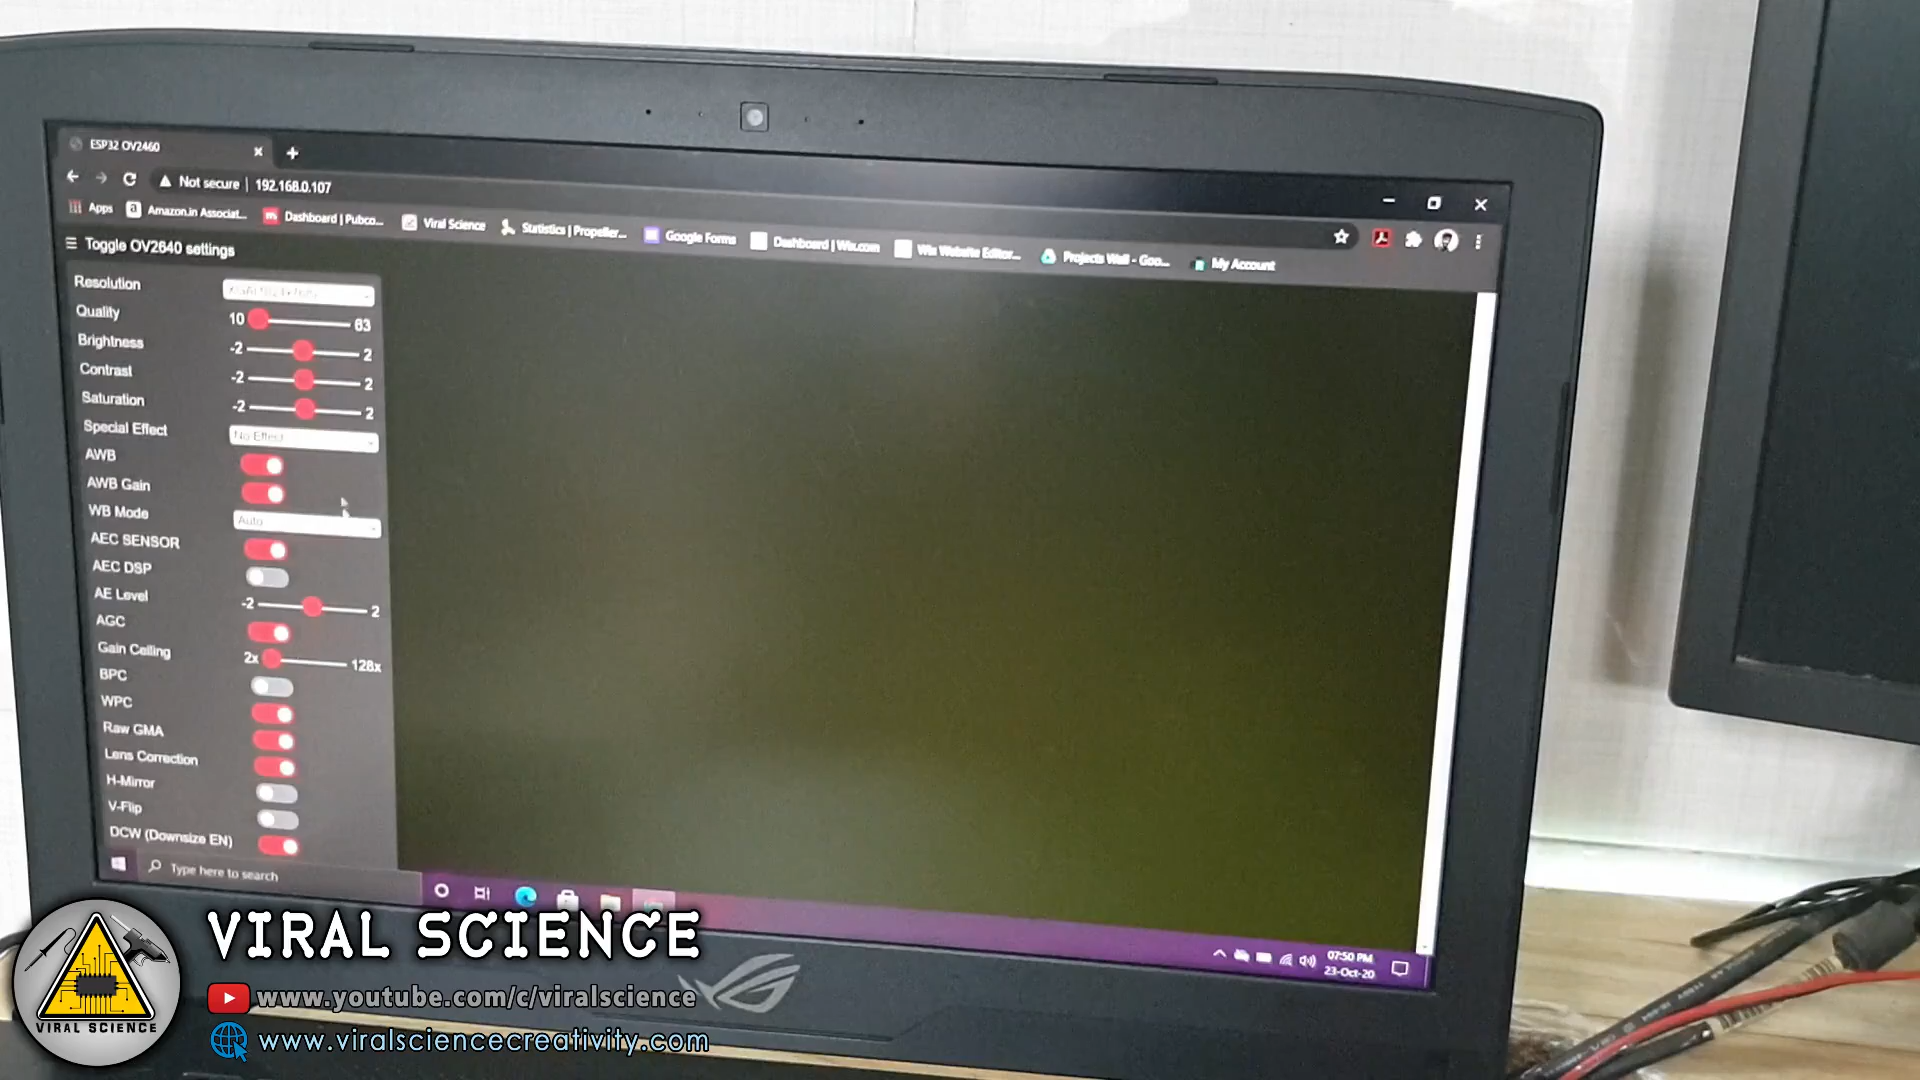 ESP32 OV2460
Not secure | 192.168.0.107
Apps Amazon.in Associat... Dashboard | Pubco... Viral Science Statistics | Propeller... Google Forms Dashboard | Wix.com Wix Website Editor... Projects Wall - Goo... My Account
Toggle OV2640 settings
Resolution
Quality 10 63
Brightness -2 2
Contrast -2 2
Saturation -2 2
Special Effect No Effect
AWB
AWB Gain
WB Mode Auto
AEC SENSOR
AEC DSP
AE Level -2 2
AGC
Gain Ceiling 2x 128x
BPC
WPC
Raw GMA
Lens Correction
H-Mirror
V-Flip
DCW (Downsize EN)
Type here to search
07:50 PM
23-Oct-20
VIRAL SCIENCE
www.youtube.com/c/viralscience
www.viralsciencecreativity.com
VIRAL SCIENCE